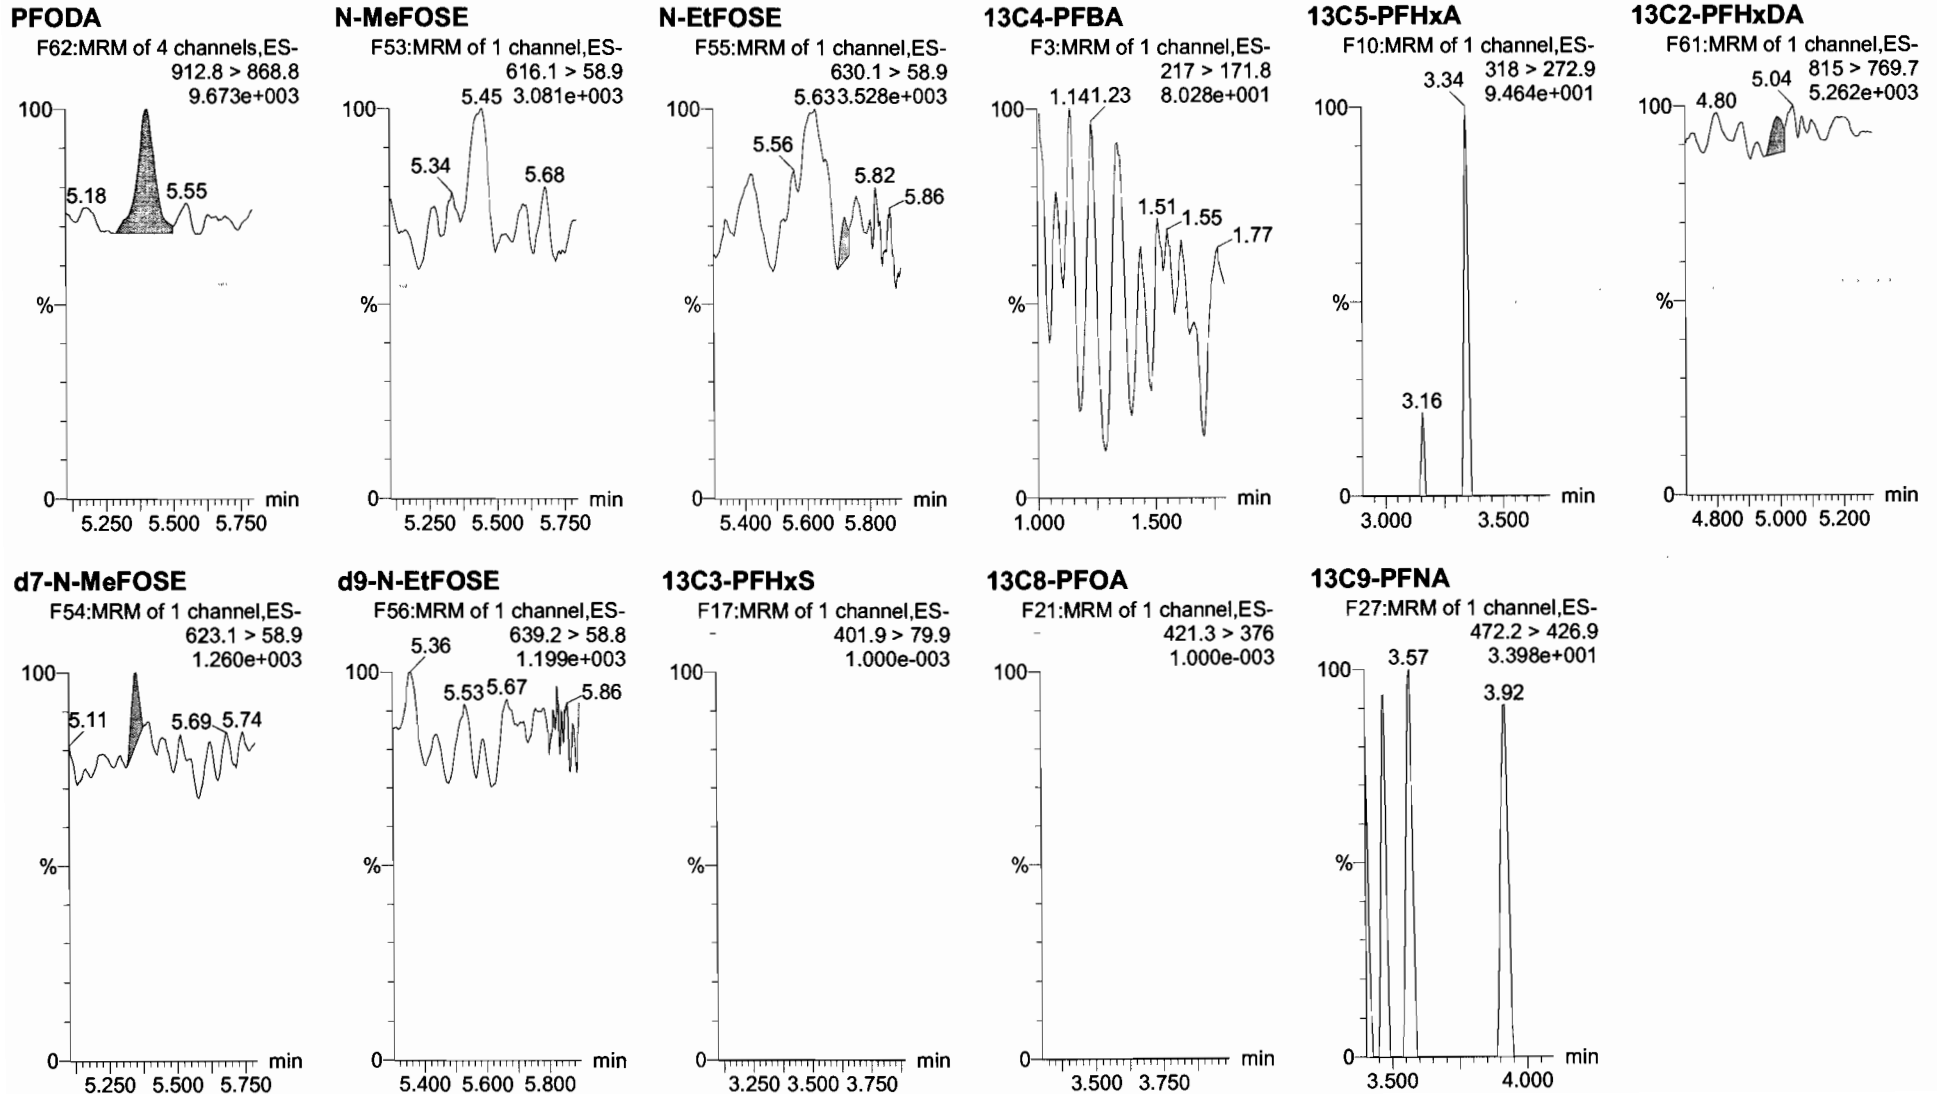 PFODA
F62:MRM of 4 channels,ES-
912.8 > 868.8
9.673e+003
100
5.18
5.55
%
0
min
5.250 5.500 5.750
N-MeFOSE
F53:MRM of 1 channel,ES-
616.1 > 58.9
5.45 3.081e+003
100
5.34
5.68
%
0
min
5.250 5.500 5.750
N-EtFOSE
F55:MRM of 1 channel,ES-
630.1 > 58.9
5.633.528e+003
100
5.56
5.82
5.86
%
0
min
5.400 5.600 5.800
13C4-PFBA
F3:MRM of 1 channel,ES-
217 > 171.8
1.141.23 8.028e+001
100
1.51
1.55
1.77
%
0
min
1.000 1.500
13C5-PFHxA
F10:MRM of 1 channel,ES-
318 > 272.9
3.34
9.464e+001
100
3.16
%
0
min
3.000 3.500
13C2-PFHxDA
F61:MRM of 1 channel,ES-
815 > 769.7
5.04
5.262e+003
100
4.80
%
0
min
4.800 5.000 5.200
d7-N-MeFOSE
F54:MRM of 1 channel,ES-
623.1 > 58.9
1.260e+003
100
5.11
5.69 5.74
%
0
min
5.250 5.500 5.750
d9-N-EtFOSE
F56:MRM of 1 channel,ES-
639.2 > 58.8
5.36
1.199e+003
100
5.53 5.67
5.86
%
0
min
5.400 5.600 5.800
13C3-PFHxS
F17:MRM of 1 channel,ES-
401.9 > 79.9
1.000e-003
100
%
0
min
3.250 3.500 3.750
13C8-PFOA
F21:MRM of 1 channel,ES-
421.3 > 376
1.000e-003
100
%
0
min
3.500 3.750
13C9-PFNA
F27:MRM of 1 channel,ES-
472.2 > 426.9
3.57 3.398e+001
100
3.92
%
0
min
3.500 4.000